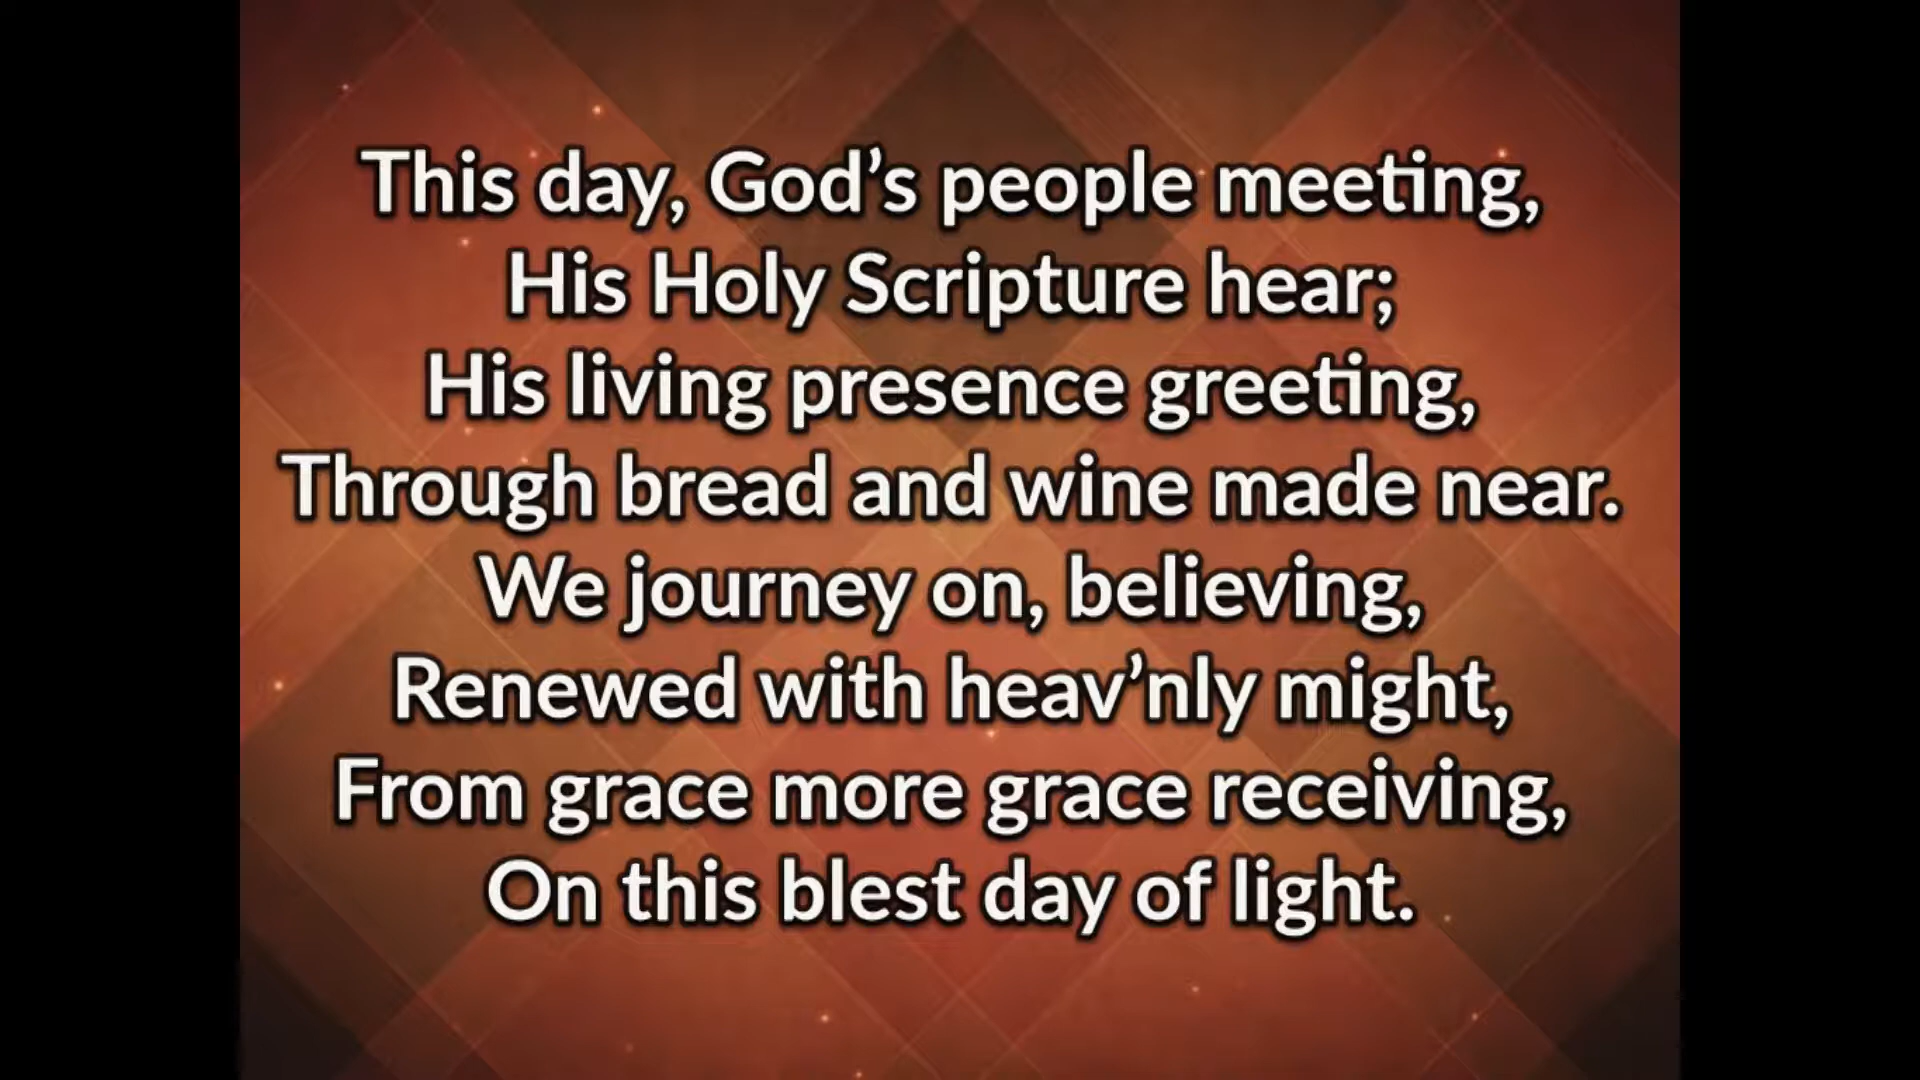 This day, God’s people meeting,
His Holy Scripture hear;
His living presence greeting,
Through bread and wine made near.
We journey on, believing,
Renewed with heav’nly might,
From grace more grace receiving,
On this blest day of light.